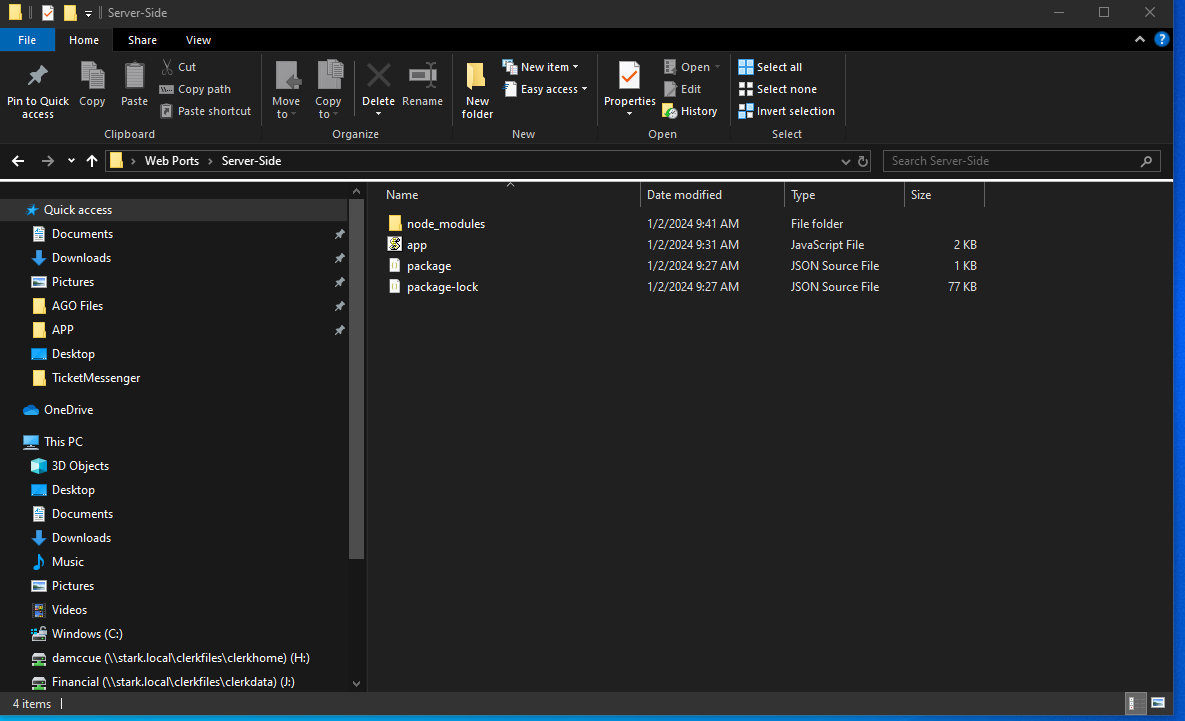 Server-Side
File Home Share View
Pin to Quick access
Copy
Paste
Cut
Copy path
Paste shortcut
Clipboard
Move to
Copy to
Delete
Rename
Organize
New folder
New item
Easy access
New
Properties
Open
Edit
History
Open
Select all
Select none
Invert selection
Select
Web Ports > Server-Side
Search Server-Side
Quick access
Documents
Downloads
Pictures
AGO Files
APP
Desktop
TicketMessenger
OneDrive
This PC
3D Objects
Desktop
Documents
Downloads
Music
Pictures
Videos
Windows (C:)
damccue (\\stark.local\clerkfiles\clerkhome) (H:)
Financial (\\stark.local\clerkfiles\clerkdata) (J:)
Name Date modified Type Size
node_modules 1/2/2024 9:41 AM File folder
app 1/2/2024 9:31 AM JavaScript File 2 KB
package 1/2/2024 9:27 AM JSON Source File 1 KB
package-lock 1/2/2024 9:27 AM JSON Source File 77 KB
4 items